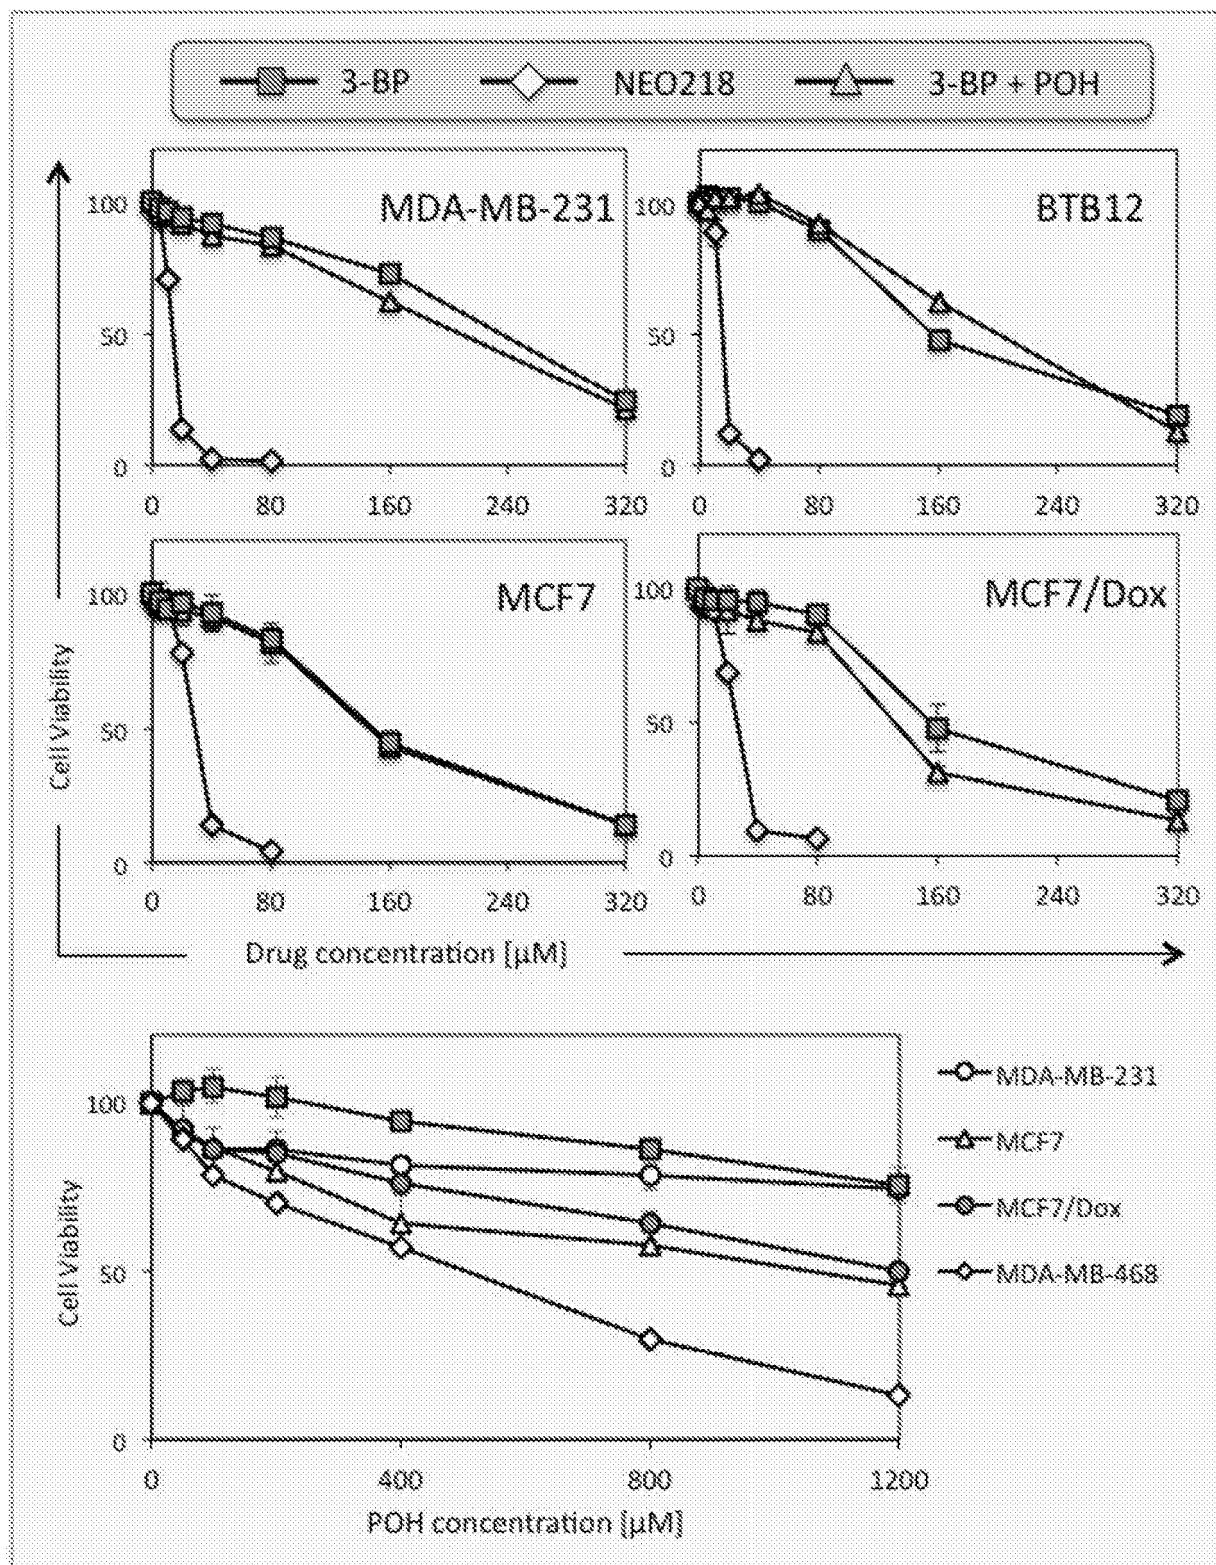 3-BP NEO218 3-BP + POH
MDA-MB-231
100
50
0
0 80 160 240 320
BTB12
100
50
0
0 80 160 240 320
MCF7
100
50
0
0 80 160 240 320
MCF7/Dox
100
50
0
0 80 160 240 320
Cell Viability
Drug concentration [μM]
100
50
0
0 400 800 1200
Cell Viability
POH concentration [μM]
MDA-MB-231
MCF7
MCF7/Dox
MDA-MB-468